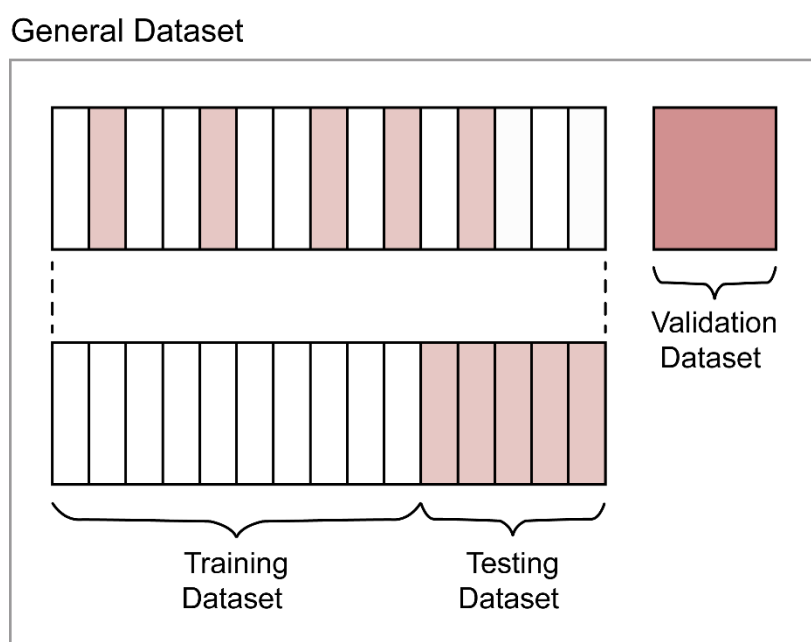 General Dataset
Validation
Dataset
Training
Dataset
Testing
Dataset